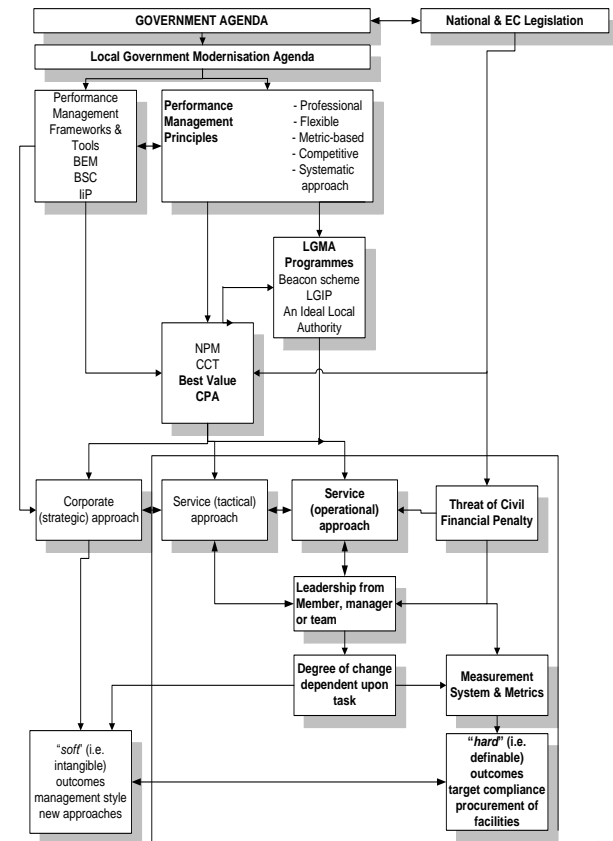 GOVERNMENT AGENDA
National & EC Legislation
Local Government Modernisation Agenda
Performance
Management
Frameworks &
Tools
BEM
BSC
IiP
Performance
Management
Principles
- Professional
- Flexible
- Metric-based
- Competitive
- Systematic
approach
LGMA
Programmes
Beacon scheme
LGIP
An Ideal Local
Authority
NPM
CCT
Best Value
CPA
Corporate
(strategic) approach
Service (tactical)
approach
Service
(operational)
approach
Threat of Civil
Financial Penalty
Leadership from
Member, manager
or team
Degree of change
dependent upon
task
Measurement
System & Metrics
"soft" (i.e.
intangible)
outcomes
management style
new approaches
"hard" (i.e.
definable)
outcomes
target compliance
procurement of
facilities